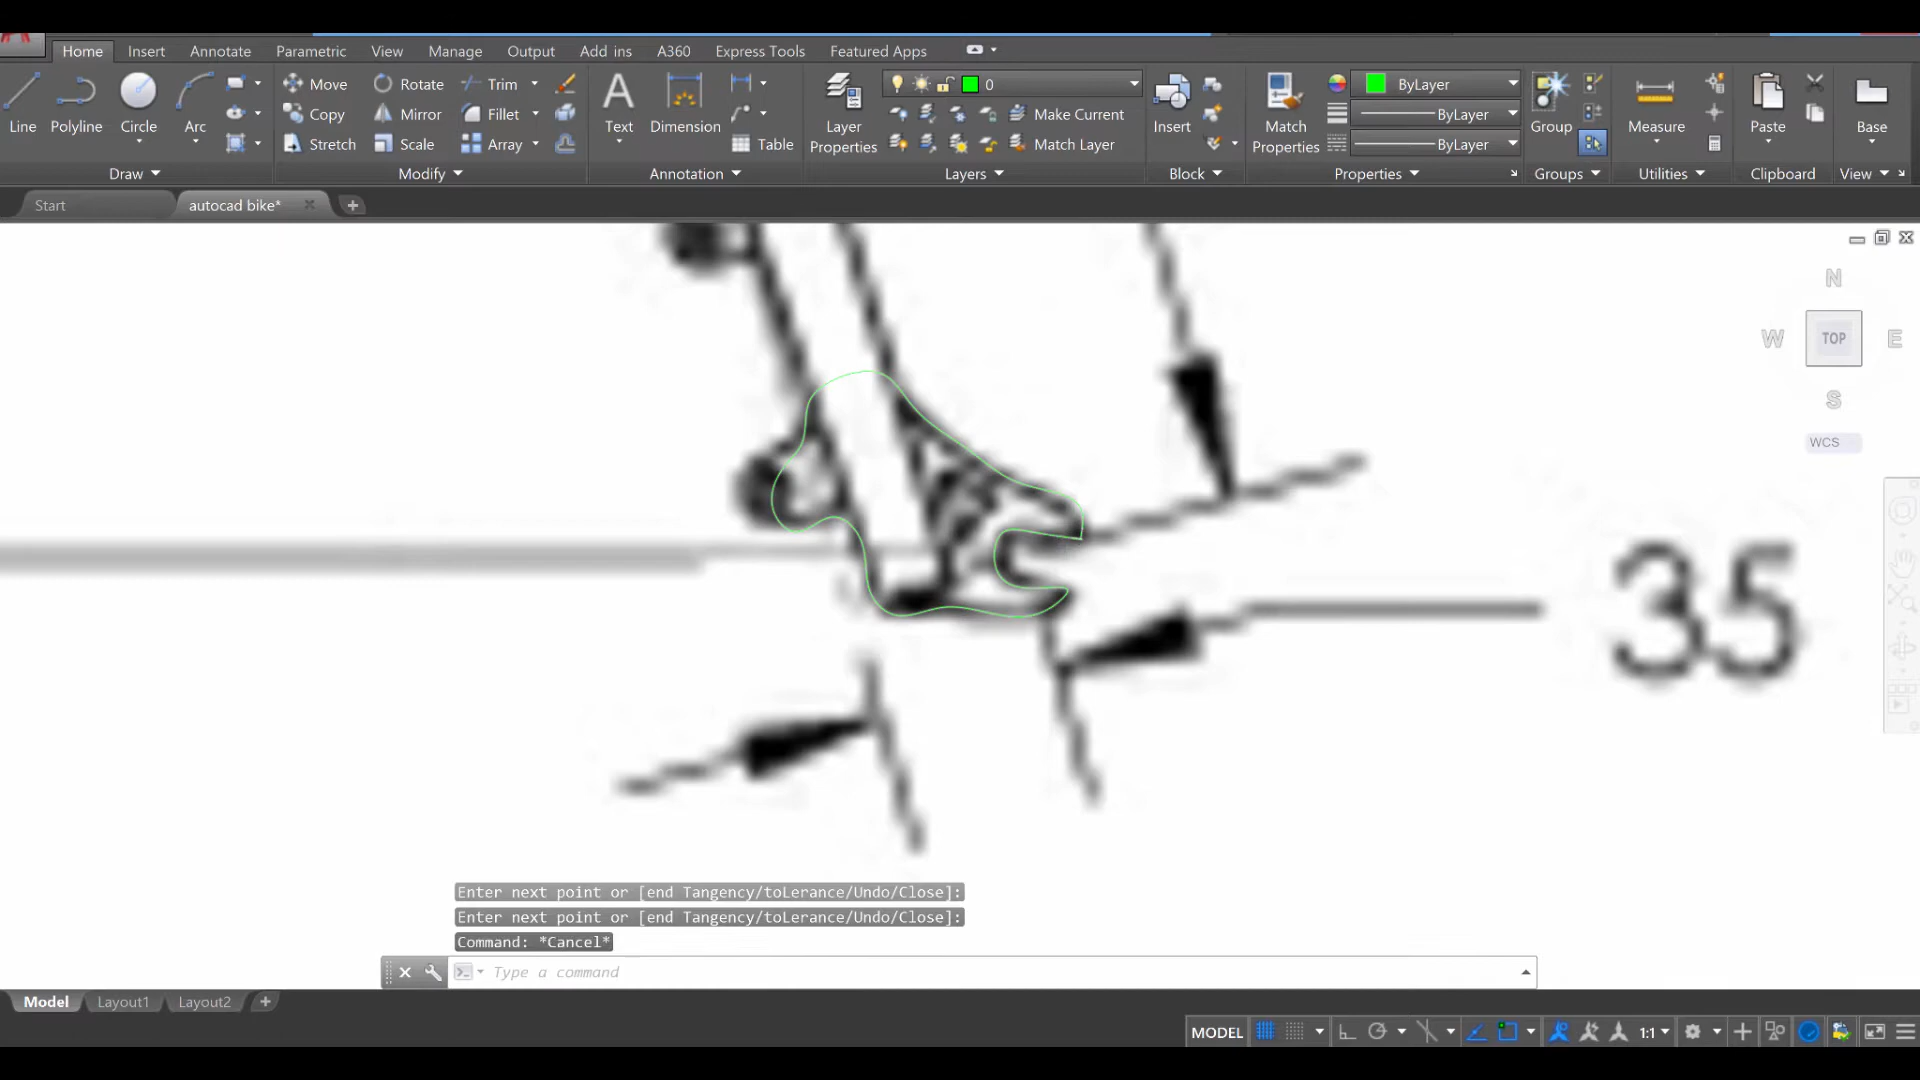 Home Insert Annotate Parametric View Manage Output Add ins A360 Express Tools Featured Apps
Line Polyline Circle Arc
Move Rotate Trim
Copy Mirror Fillet
Stretch Scale Array
Text Dimension Table
Layer Properties
0
Make Current
Match Layer
Insert
Match Properties
ByLayer
ByLayer
ByLayer
Group
Measure
Paste
Base
Draw Modify Annotation Layers Block Properties Groups Utilities Clipboard View
Start autocad bike*
N
W TOP E
S
WCS
35
Enter next point or [end Tangency/toLerance/Undo/Close]:
Enter next point or [end Tangency/toLerance/Undo/Close]:
Command: *Cancel*
Type a command
Model Layout1 Layout2
MODEL 1:1